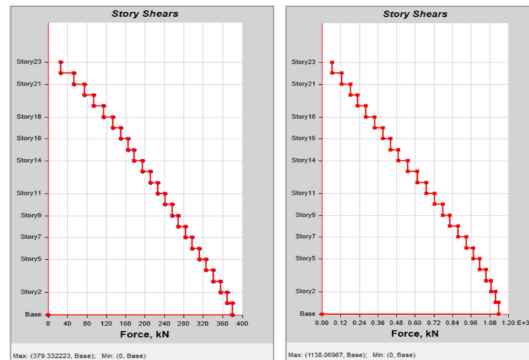 Story Shears
Story23
Story21
Story18
Story16
Story14
Story11
Story9
Story7
Story5
Story2
Base
0 40 80 120 160 200 240 280 320 360 400
Force, kN
Max: (379.332223, Base); Min: (0, Base)
Story Shears
Story23
Story21
Story18
Story16
Story14
Story11
Story9
Story7
Story5
Story2
Base
0.00 0.12 0.24 0.36 0.48 0.60 0.72 0.84 0.96 1.08 1.20 E+3
Force, kN
Max: (1138.06967, Base); Min: (0, Base)